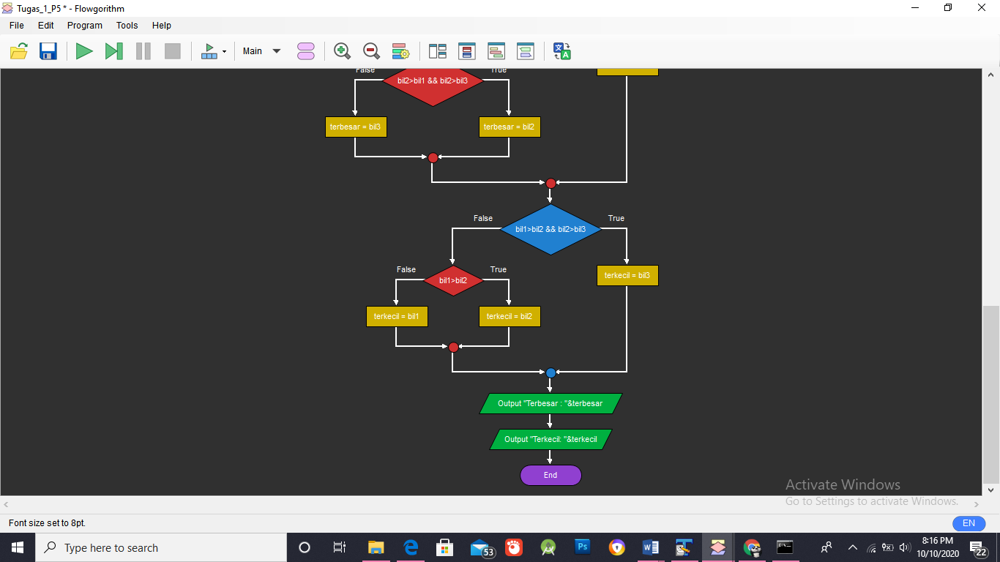 Tugas_1_P5 * - Flowgorithm
File Edit Program Tools Help
Main
False True
bil2>bil1 && bil2>bil3
terbesar = bil3
terbesar = bil2
False True
bil1>bil2 && bil2>bil3
False True
bil1>bil2
terkecil = bil3
terkecil = bil1
terkecil = bil2
Output "Terbesar : "&terbesar
Output "Terkecil: "&terkecil
End
Activate Windows
Go to Settings to activate Windows.
Font size set to 8pt.
EN
Type here to search
53
Ps
8:16 PM
10/10/2020
22